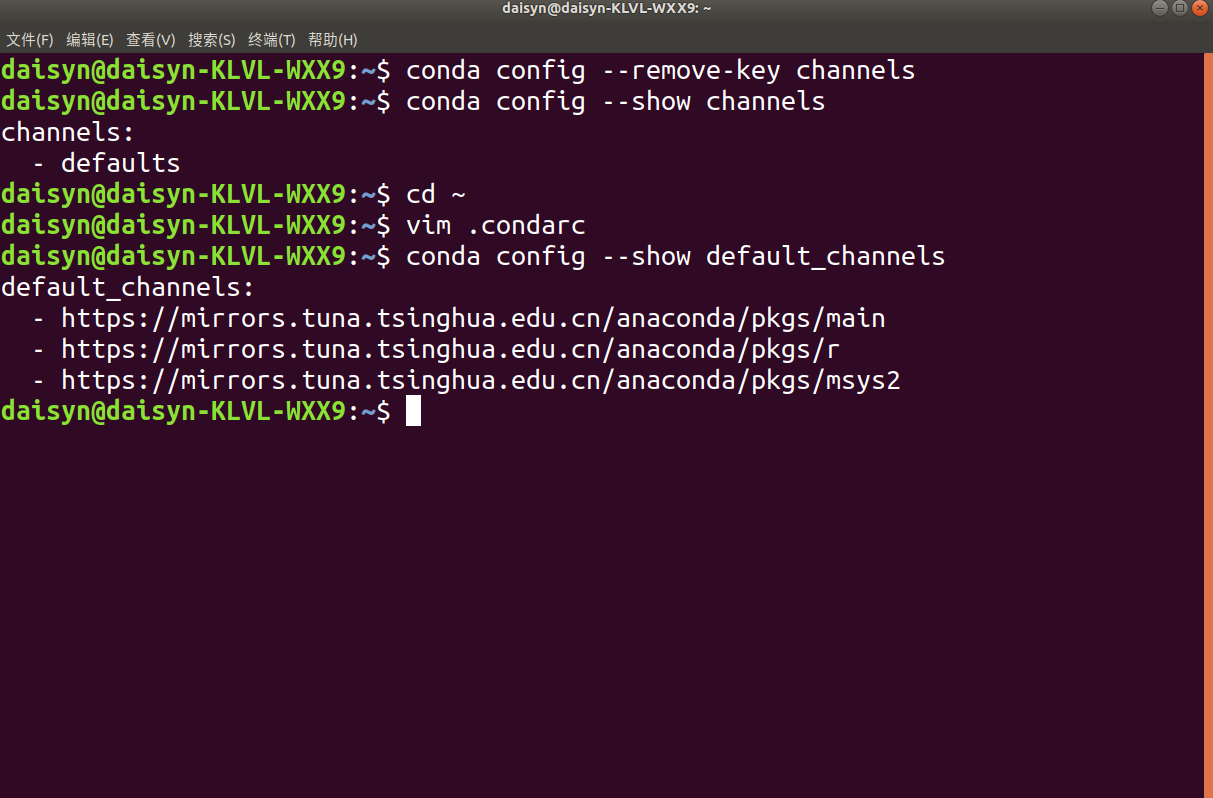 daisyn@daisyn-KLVL-WXX9: ~
文件(F) 编辑(E) 查看(V) 搜索(S) 终端(T) 帮助(H)
daisyn@daisyn-KLVL-WXX9:~$ conda config --remove-key channels
daisyn@daisyn-KLVL-WXX9:~$ conda config --show channels
channels:
  - defaults
daisyn@daisyn-KLVL-WXX9:~$ cd ~
daisyn@daisyn-KLVL-WXX9:~$ vim .condarc
daisyn@daisyn-KLVL-WXX9:~$ conda config --show default_channels
default_channels:
  - https://mirrors.tuna.tsinghua.edu.cn/anaconda/pkgs/main
  - https://mirrors.tuna.tsinghua.edu.cn/anaconda/pkgs/r
  - https://mirrors.tuna.tsinghua.edu.cn/anaconda/pkgs/msys2
daisyn@daisyn-KLVL-WXX9:~$